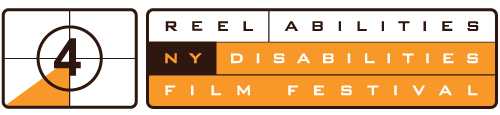 4
REEL ABILITIES
NY DISABILITIES
FILM FESTIVAL